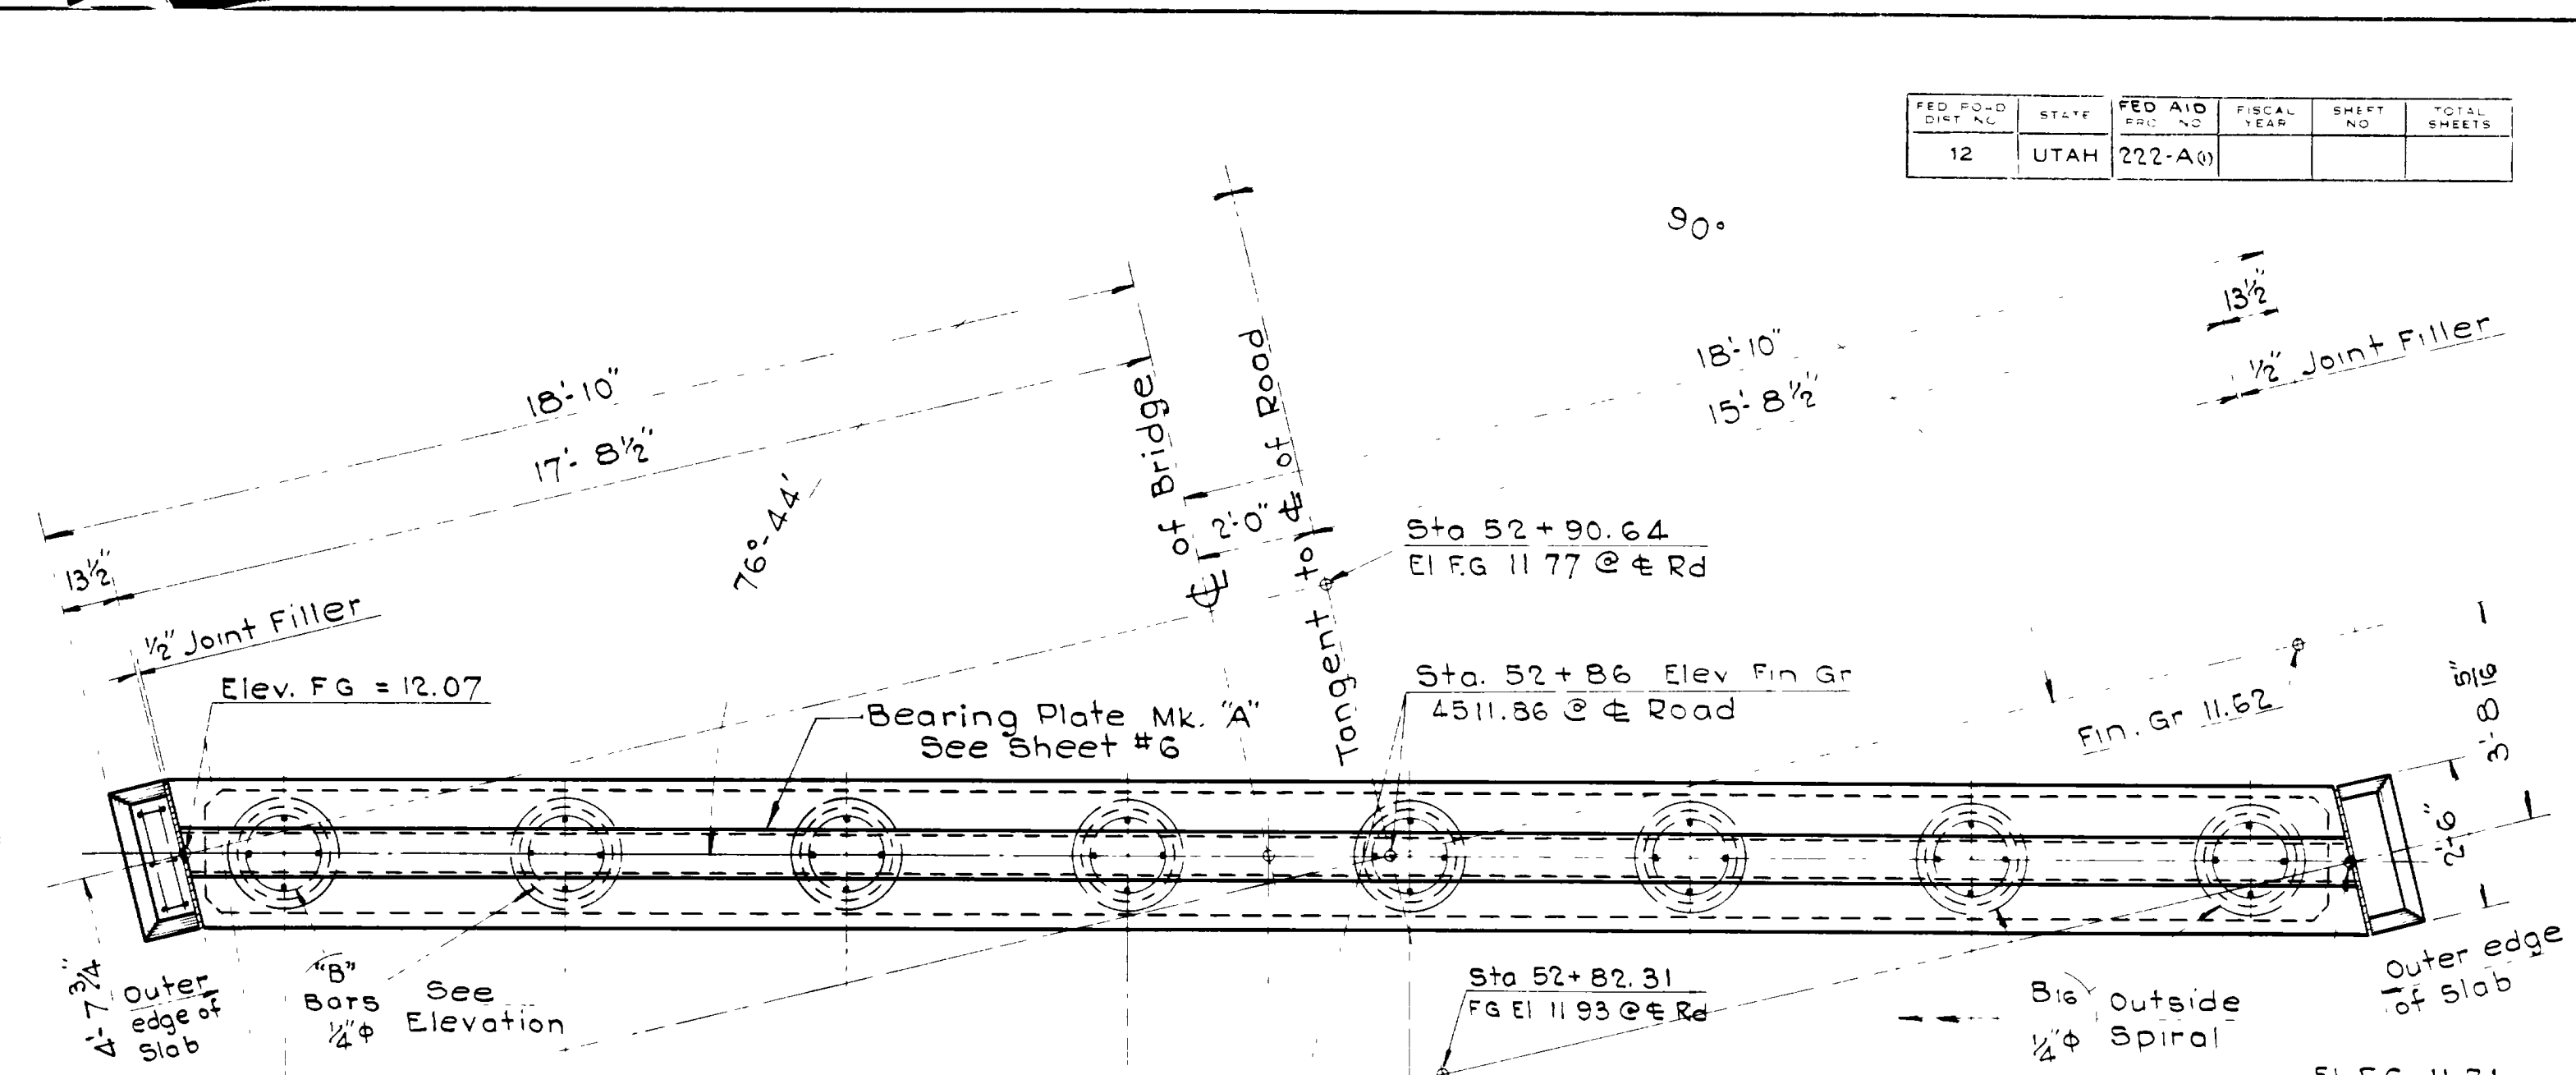 FED ROAD DIST NO
STATE
FED AID PRO NO
FISCAL YEAR
SHEET NO
TOTAL SHEETS
12
UTAH
222-A(1)
90°
13½"
½" Joint Filler
18'-10"
15'-8½"
18'-10"
17'-8½"
℄ of Bridge
Tangent to ℄ of Road
2'-0"
76°-44'
13½"
½" Joint Filler
Sta 52+90.64
El F.G 11 77 @ ℄ Rd
Elev. FG = 12.07
Bearing Plate Mk. "A"
See Sheet #6
Sta. 52+86 Elev Fin Gr
4511.86 @ ℄ Road
Fin. Gr 11.62
3'-8 5/16"
2'-6"
4'-7¾"
Outer
edge of
Slab
"B"
Bars
¼"φ
See
Elevation
Sta 52+82.31
FG El 11 93 @ ℄ Rd
B16
¼"φ
Outside
Spiral
Outer edge
of Slab